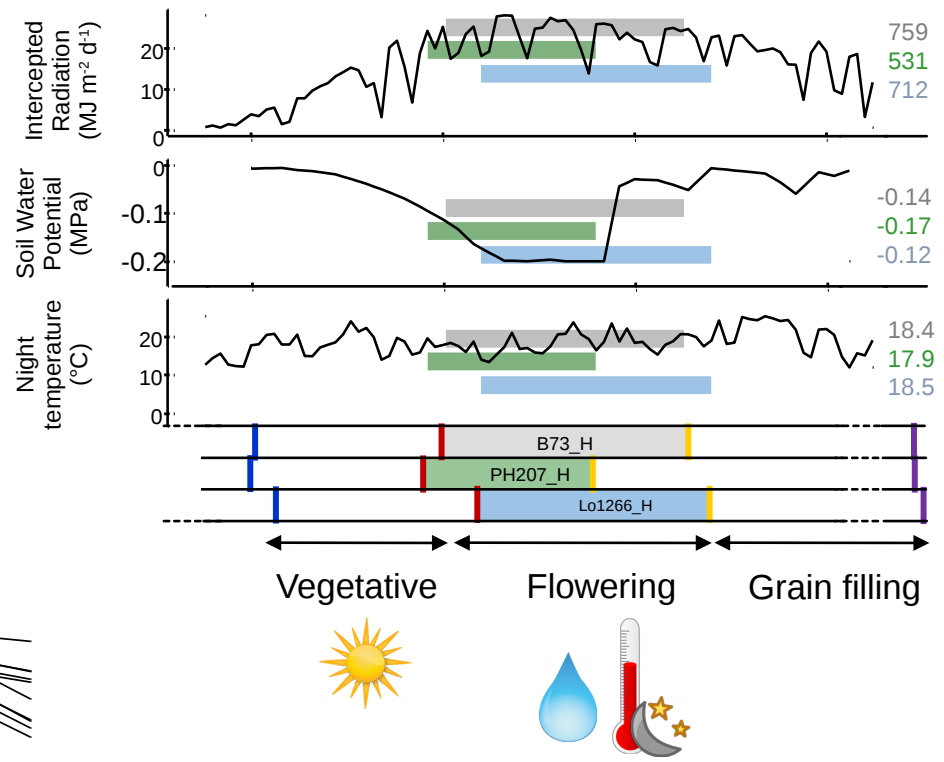 Intercepted
Radiation
(MJ m⁻² d⁻¹)
20
10
0
759
531
712
Soil Water
Potential
(MPa)
0
-0.1
-0.2
-0.14
-0.17
-0.12
Night
temperature
(°C)
20
10
0
18.4
17.9
18.5
B73_H
PH207_H
Lo1266_H
Vegetative
Flowering
Grain filling